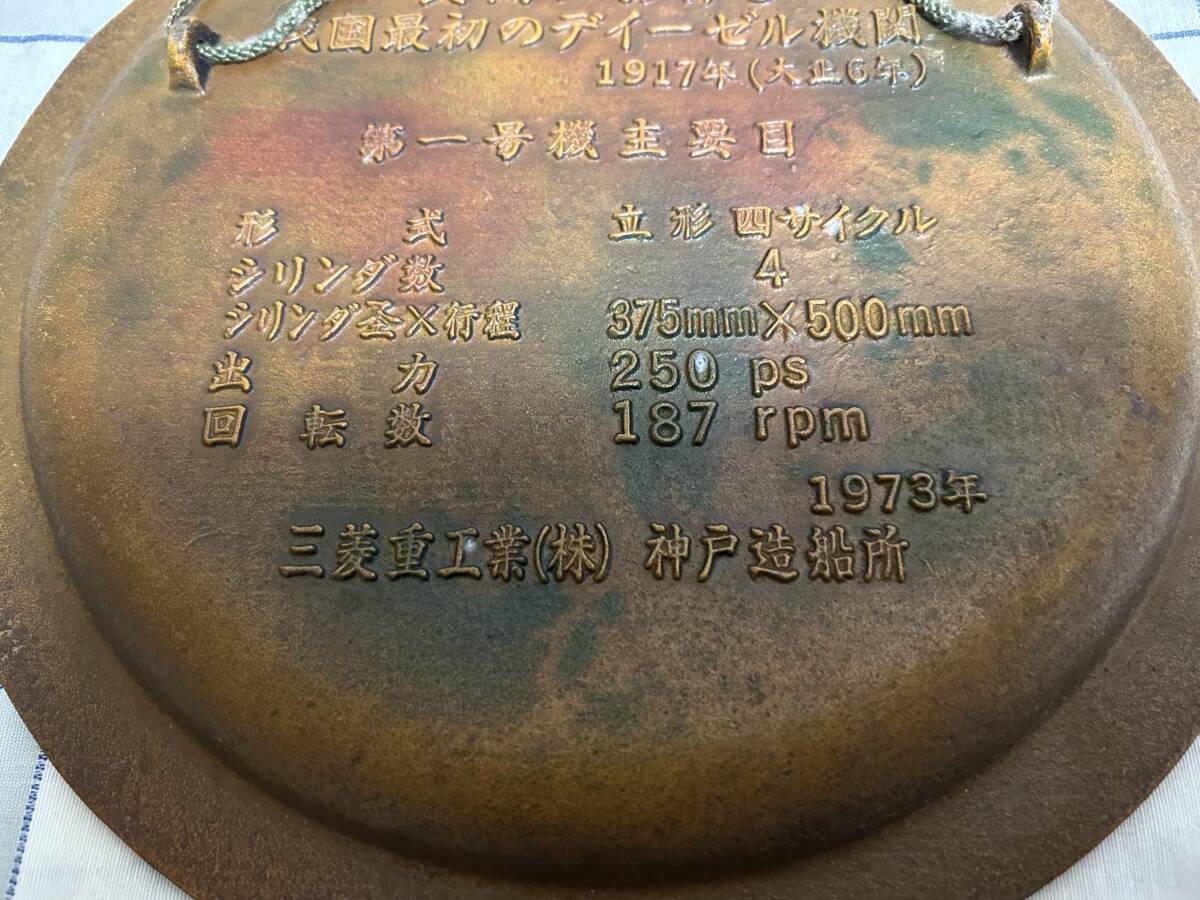 我国最初のデイーゼル機関
1917年(大正6年)
第一号機主要目
形 式 立形 四サイクル
シリンダ数 4
シリンダ圣×行程 375mm×500mm
出 力 250 ps
回 転 数 187 rpm
1973年
三菱重工業(株) 神戸造船所